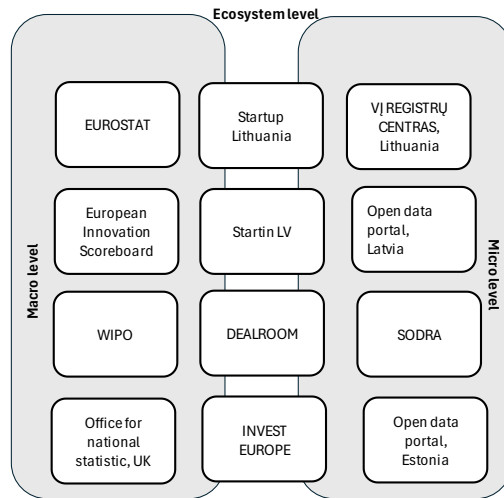 Ecosystem level
Macro level
EUROSTAT
European
Innovation
Scoreboard
WIPO
Office for
national
statistic, UK
Startup
Lithuania
Startin LV
DEALROOM
INVEST
EUROPE
VĮ REGISTRŲ
CENTRAS,
Lithuania
Open data
portal,
Latvia
SODRA
Open data
portal,
Estonia
Micro level